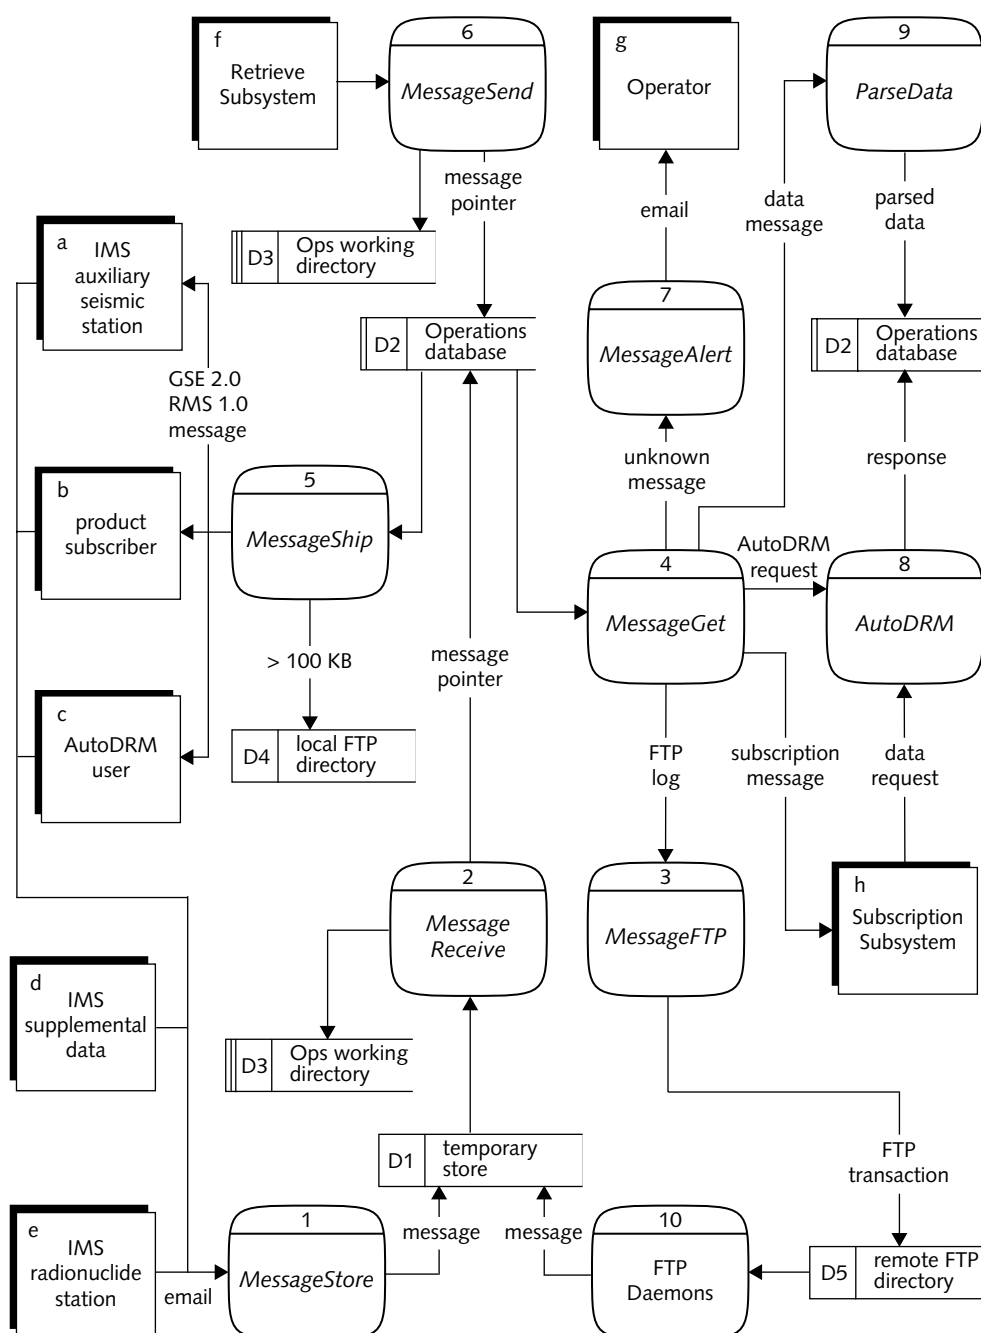 f
Retrieve
Subsystem
6
MessageSend
g
Operator
9
ParseData
message
pointer
email
data
message
parsed
data
D3
Ops working
directory
a
IMS
auxiliary
seismic
station
7
MessageAlert
D2
Operations
database
D2
Operations
database
GSE 2.0
RMS 1.0
message
unknown
message
response
b
product
subscriber
5
MessageShip
AutoDRM
request
4
MessageGet
8
AutoDRM
> 100 KB
message
pointer
c
AutoDRM
user
D4
local FTP
directory
FTP
log
subscription
message
data
request
2
Message
Receive
3
MessageFTP
h
Subscription
Subsystem
d
IMS
supplemental
data
D3
Ops working
directory
D1
temporary
store
FTP
transaction
e
IMS
radionuclide
station
email
1
MessageStore
message
message
10
FTP
Daemons
D5
remote FTP
directory